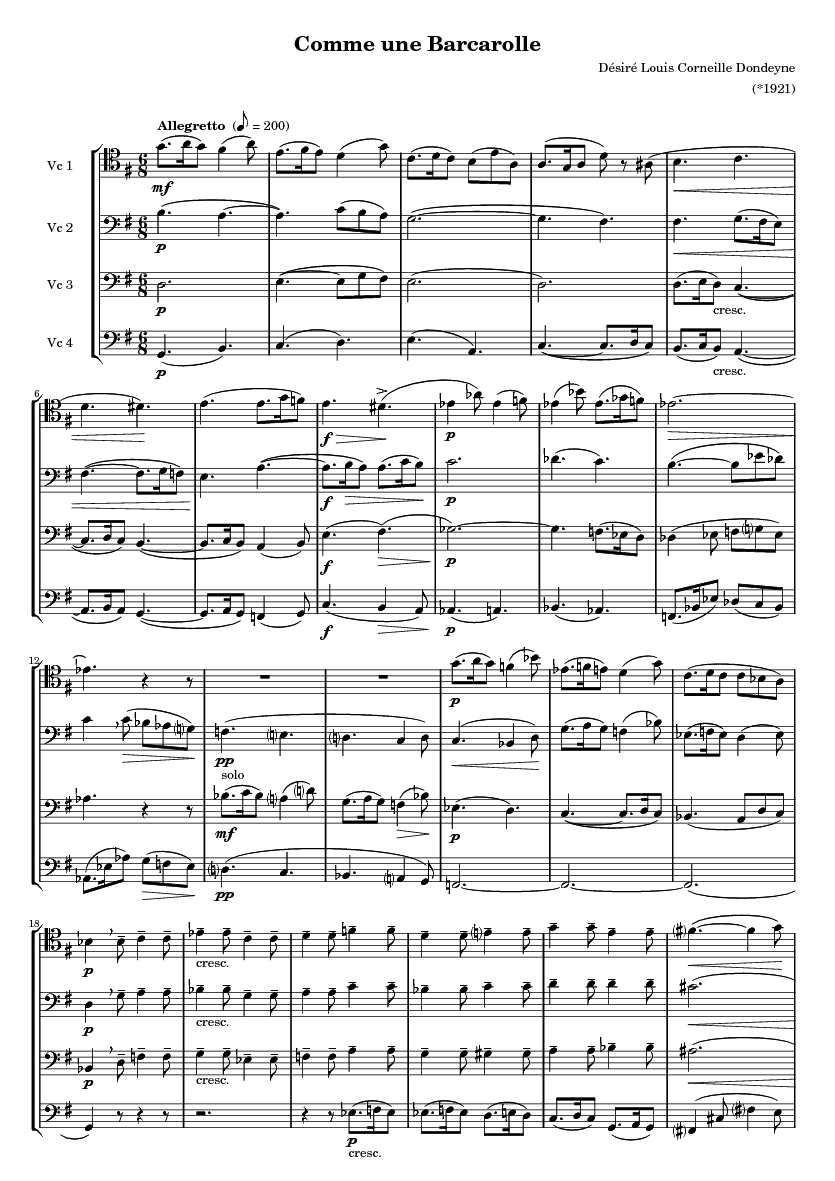 Comme une Barcarolle
Désiré Louis Corneille Dondeyne
(*1921)
Allegretto (♪ = 200)
Vc 1
mf
Vc 2
p
Vc 3
p
cresc.
Vc 4
p
cresc.
6
f p
f p
f p
f p
12
p
pp
solo
mf p
pp
18
p cresc.
p cresc.
p cresc.
p
cresc.